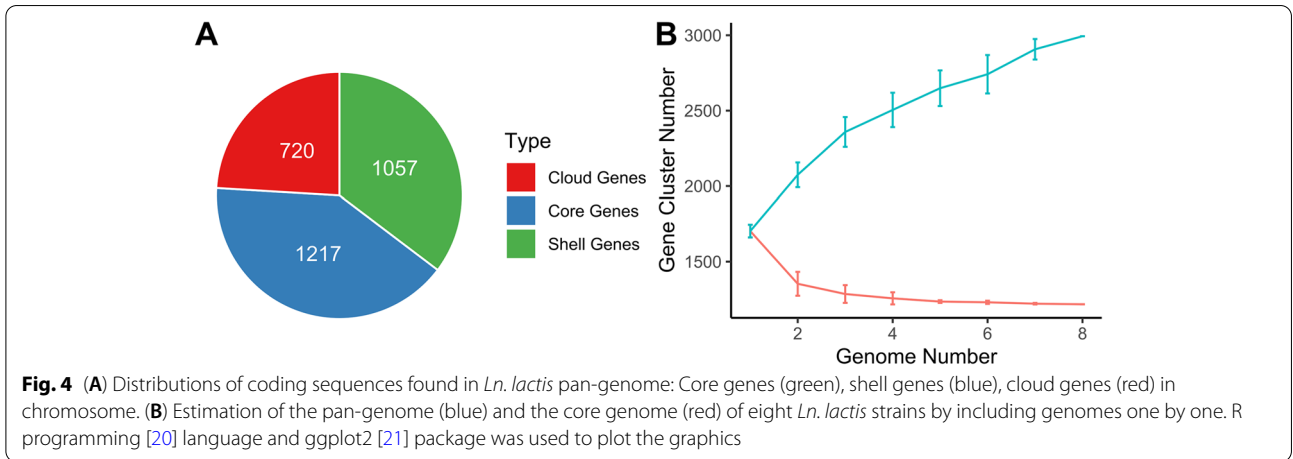 A
720
1057
1217
Type
Cloud Genes
Core Genes
Shell Genes
B
Gene Cluster Number
3000
2500
2000
1500
2 4 6 8
Genome Number
Fig. 4 (A) Distributions of coding sequences found in Ln. lactis pan-genome: Core genes (green), shell genes (blue), cloud genes (red) in
chromosome. (B) Estimation of the pan-genome (blue) and the core genome (red) of eight Ln. lactis strains by including genomes one by one. R
programming [20] language and ggplot2 [21] package was used to plot the graphics